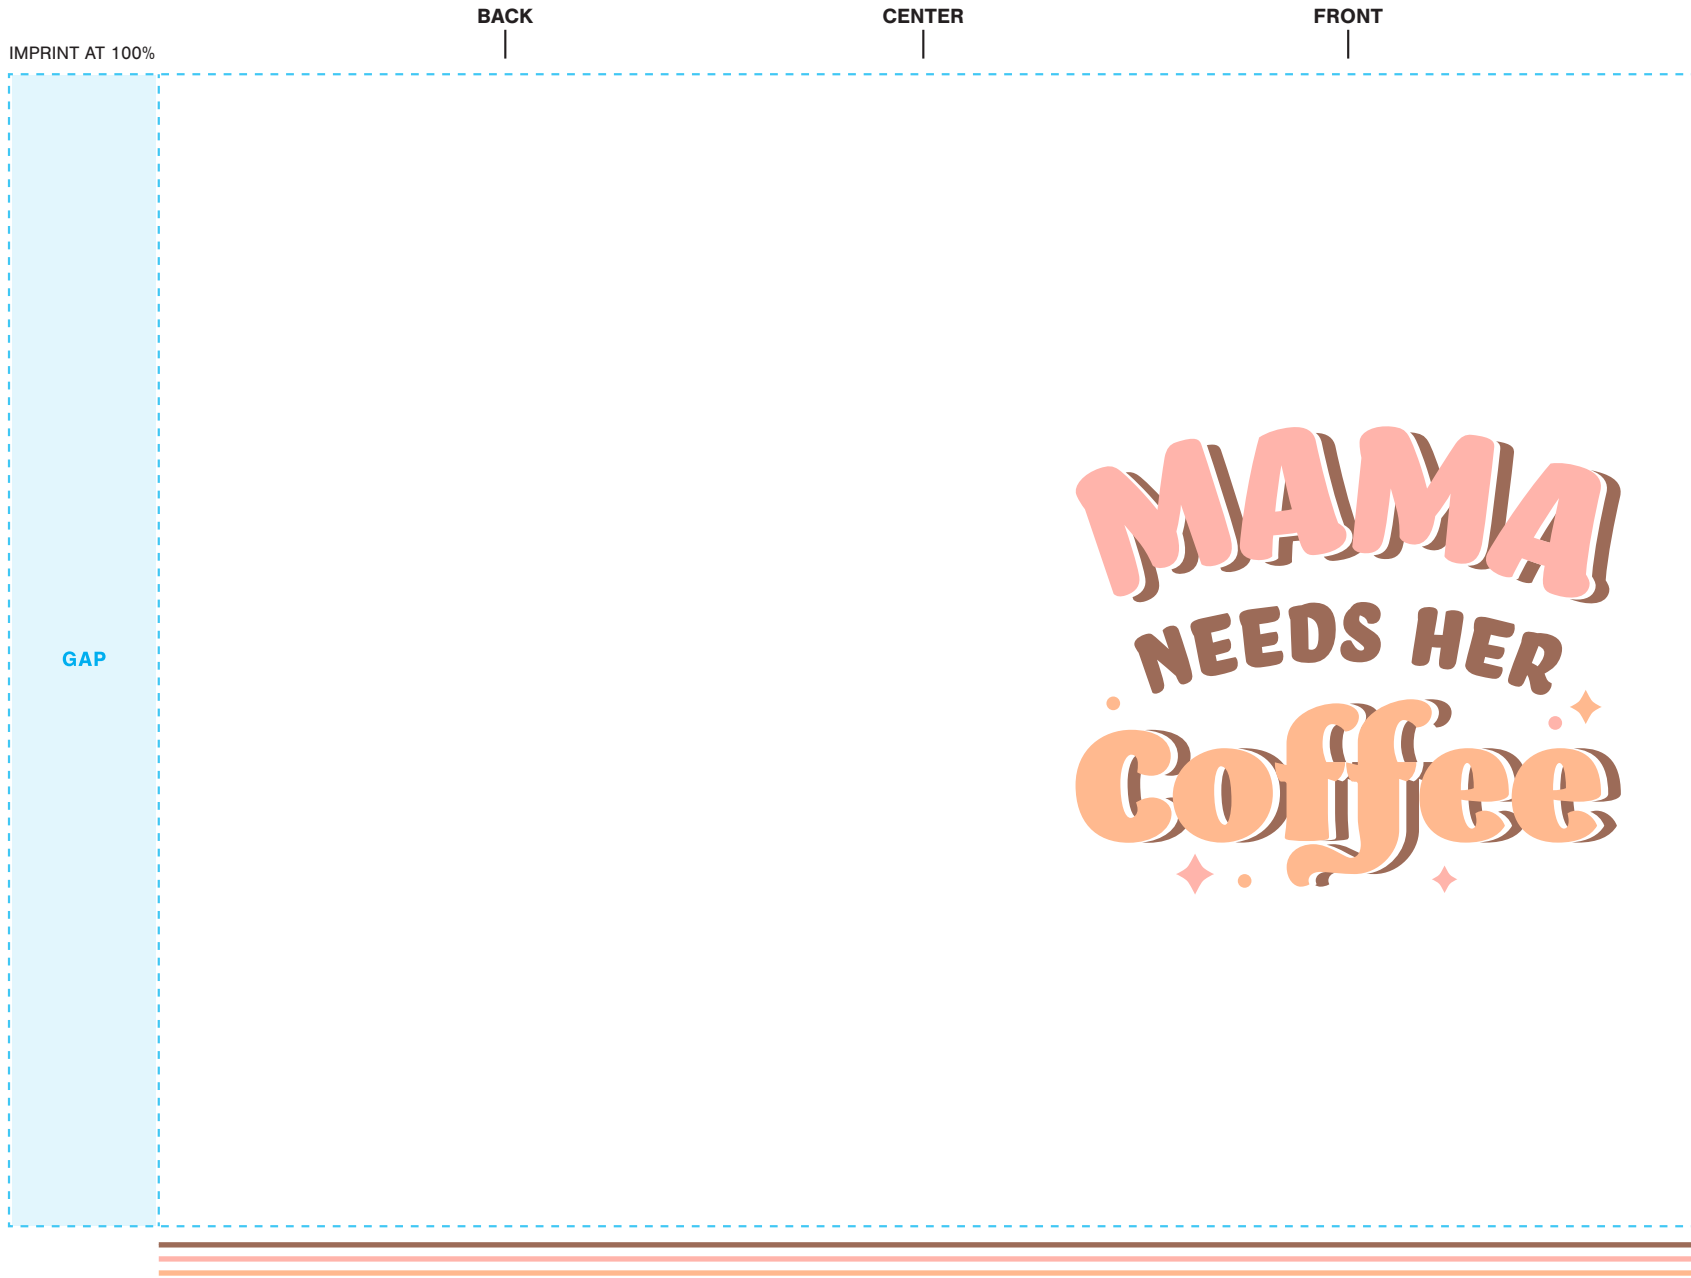 BACK CENTER FRONT
IMPRINT AT 100%
GAP
MAMA
NEEDS HER
Coffee